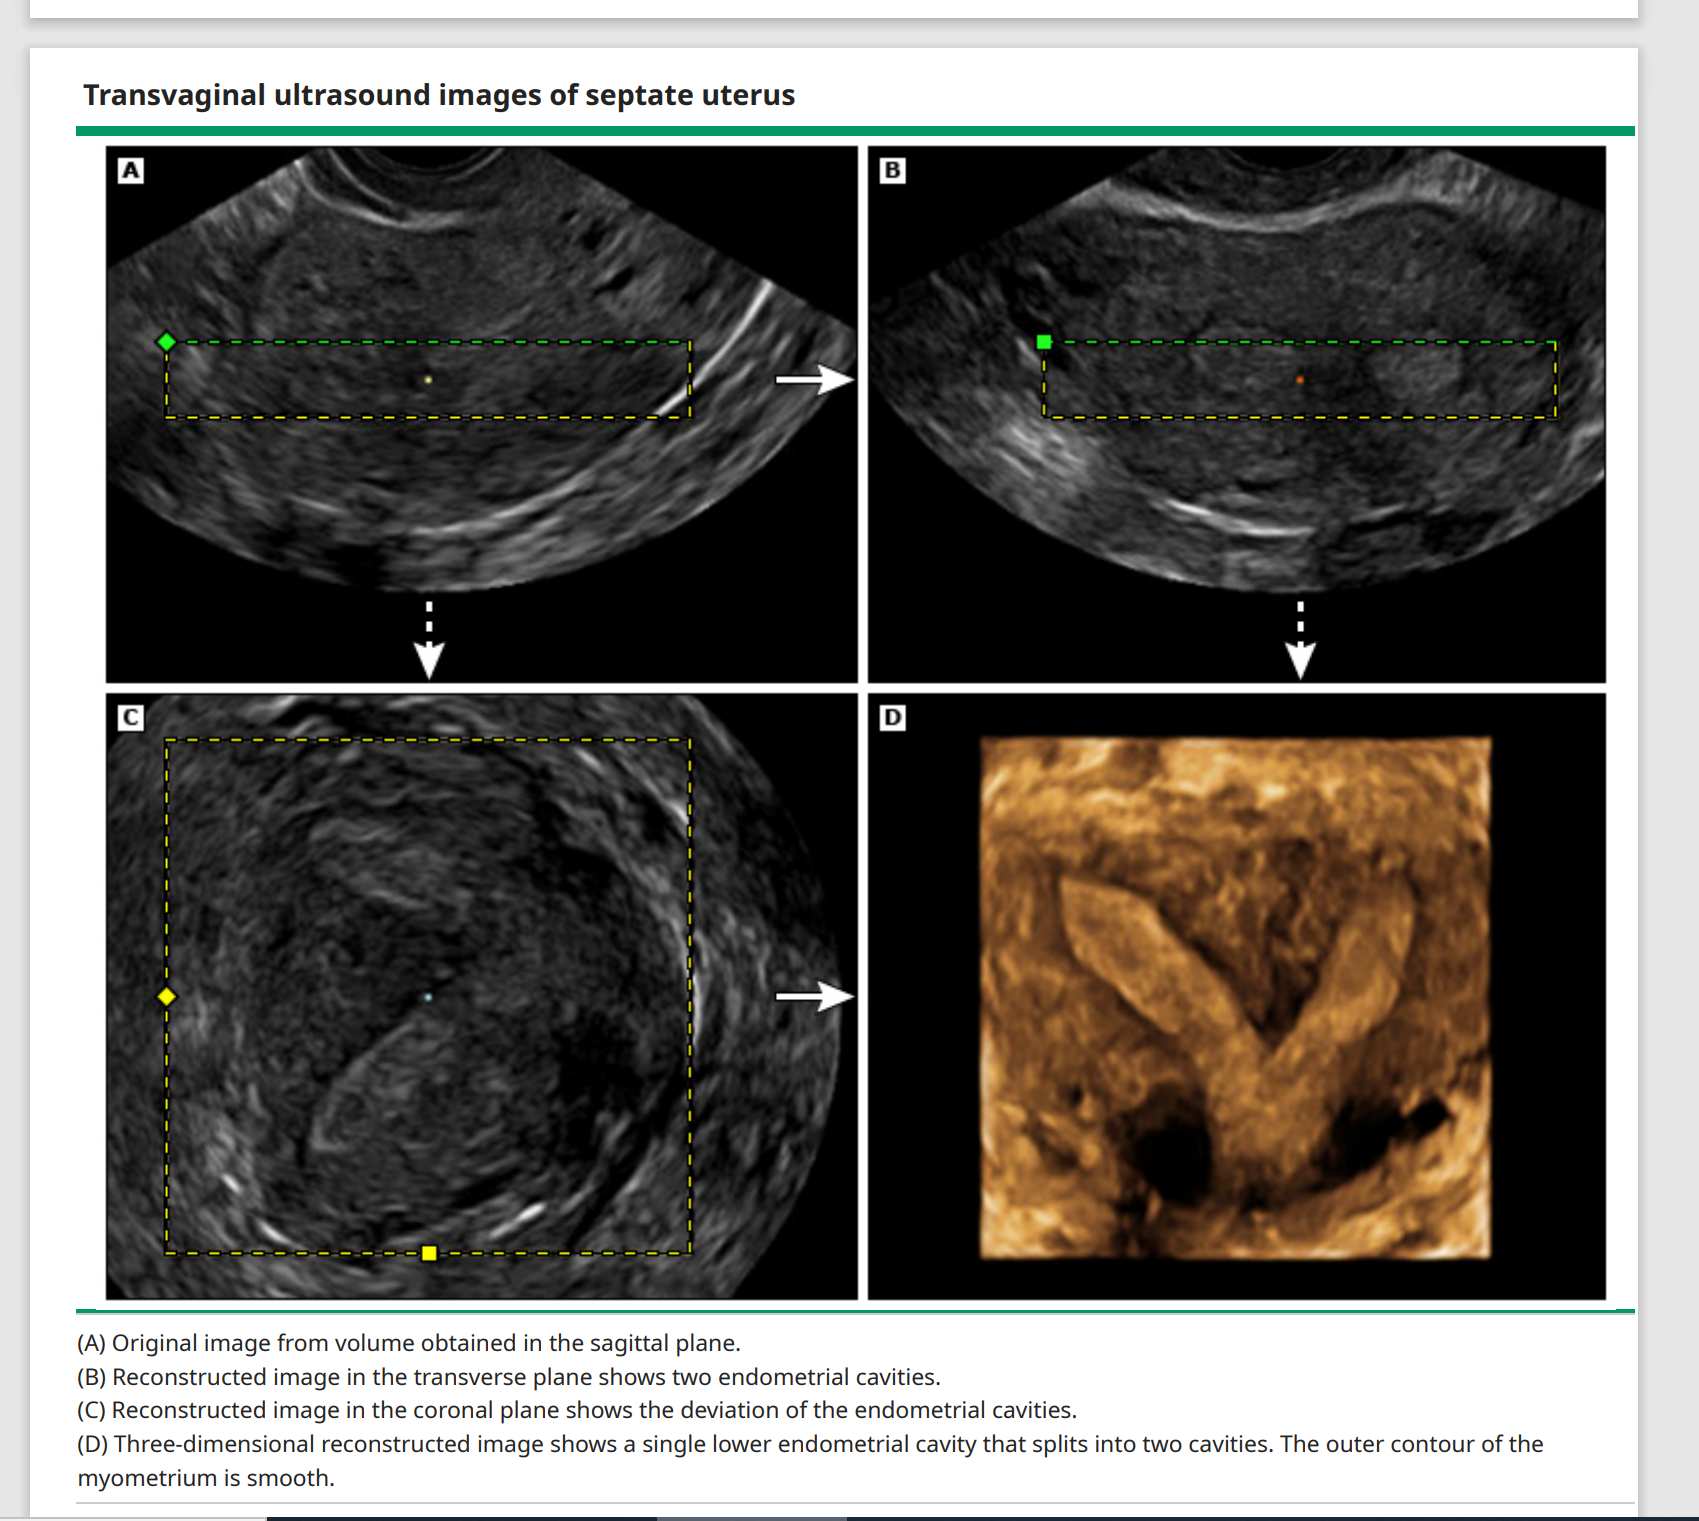 Transvaginal ultrasound images of septate uterus
A
B
C
D
(A) Original image from volume obtained in the sagittal plane.
(B) Reconstructed image in the transverse plane shows two endometrial cavities.
(C) Reconstructed image in the coronal plane shows the deviation of the endometrial cavities.
(D) Three-dimensional reconstructed image shows a single lower endometrial cavity that splits into two cavities. The outer contour of the
myometrium is smooth.